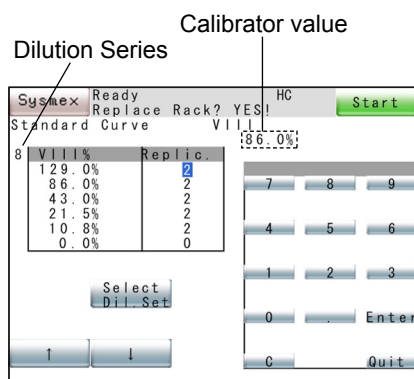 Calibrator value
Dilution Series
Sysmex Ready HC Start
Replace Rack? YES!
Standard Curve VIII
86.0%
8 VIII% Replic.
129.0% 2
86.0% 2
43.0% 2
21.5% 2
10.8% 2
0.0% 0
7 8 9
4 5 6
1 2 3
Select
Dil.Set
0 . Enter
↑ ↓
C Quit